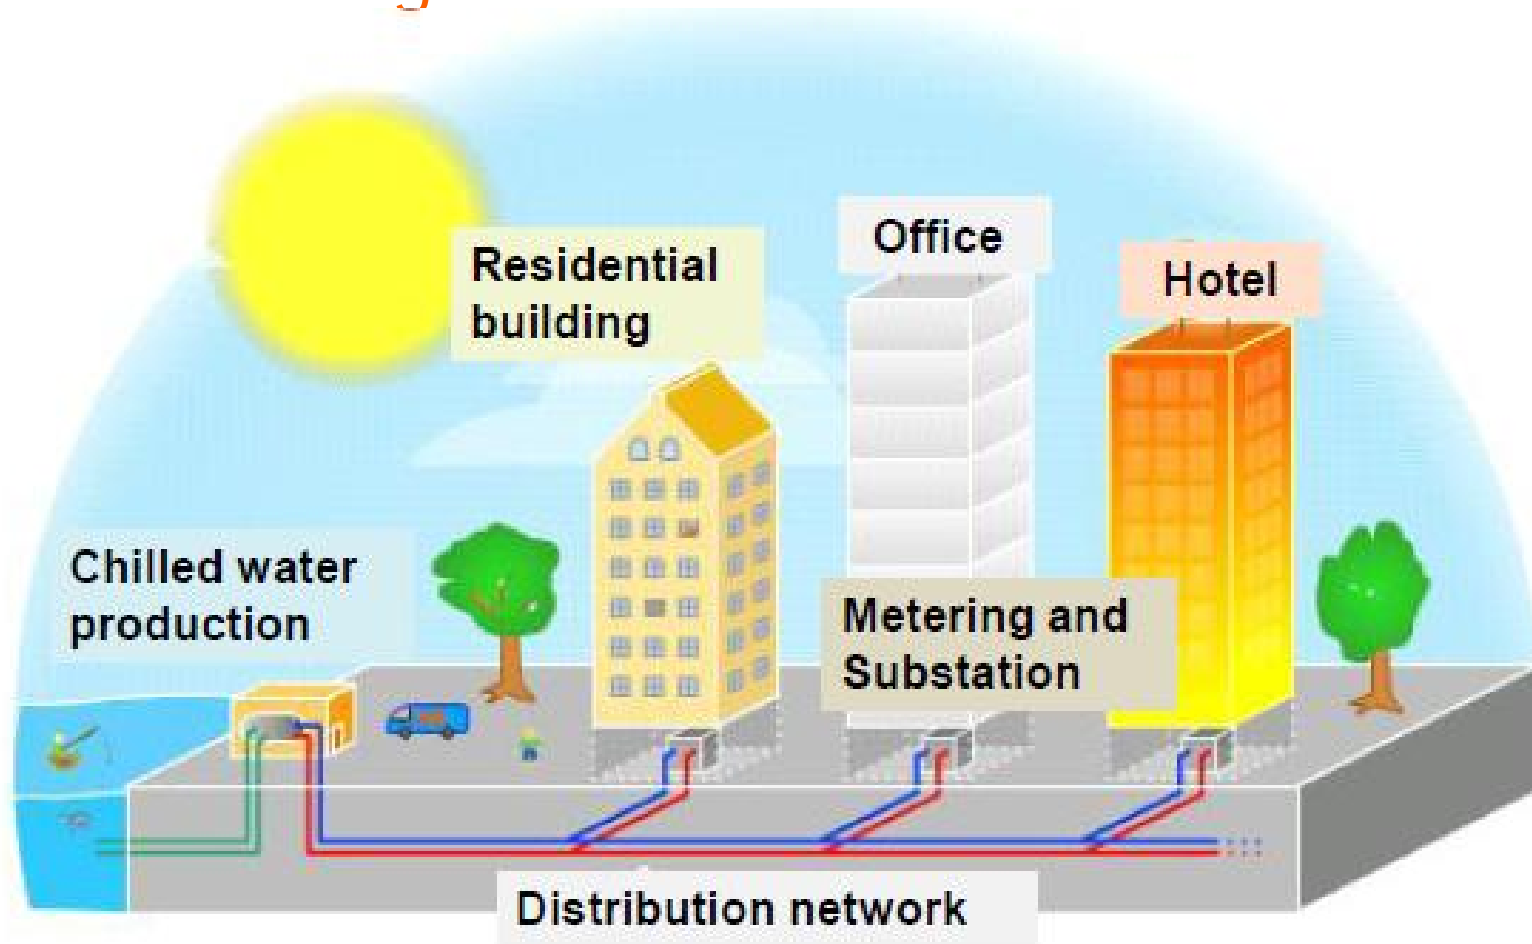 Office
Residential
building
Hotel
Chilled water
production
Metering and
Substation
Distribution network